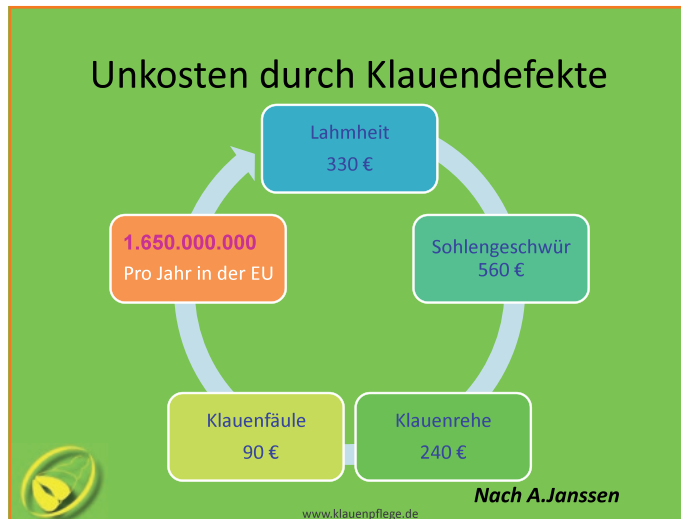 Unkosten durch Klauendefekte
Lahmheit
330 €
Sohlengeschwür
560 €
Klauenrehe
240 €
Klauenfäule
90 €
1.650.000.000
Pro Jahr in der EU
Nach A.Janssen
www.klauenpflege.de